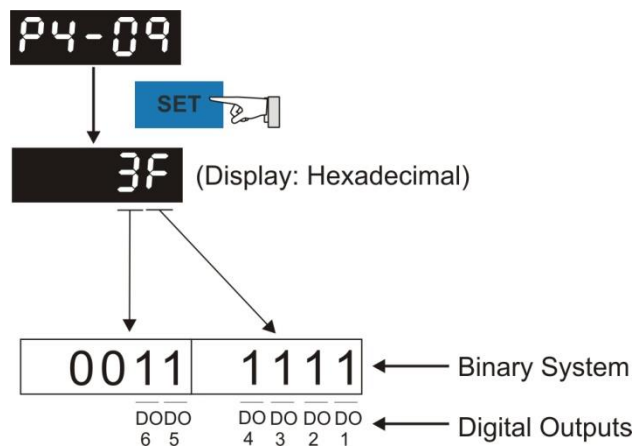 P4-09
SET
3F (Display: Hexadecimal)
0011 1111 Binary System
DO DO DO DO DO DO Digital Outputs
6 5 4 3 2 1